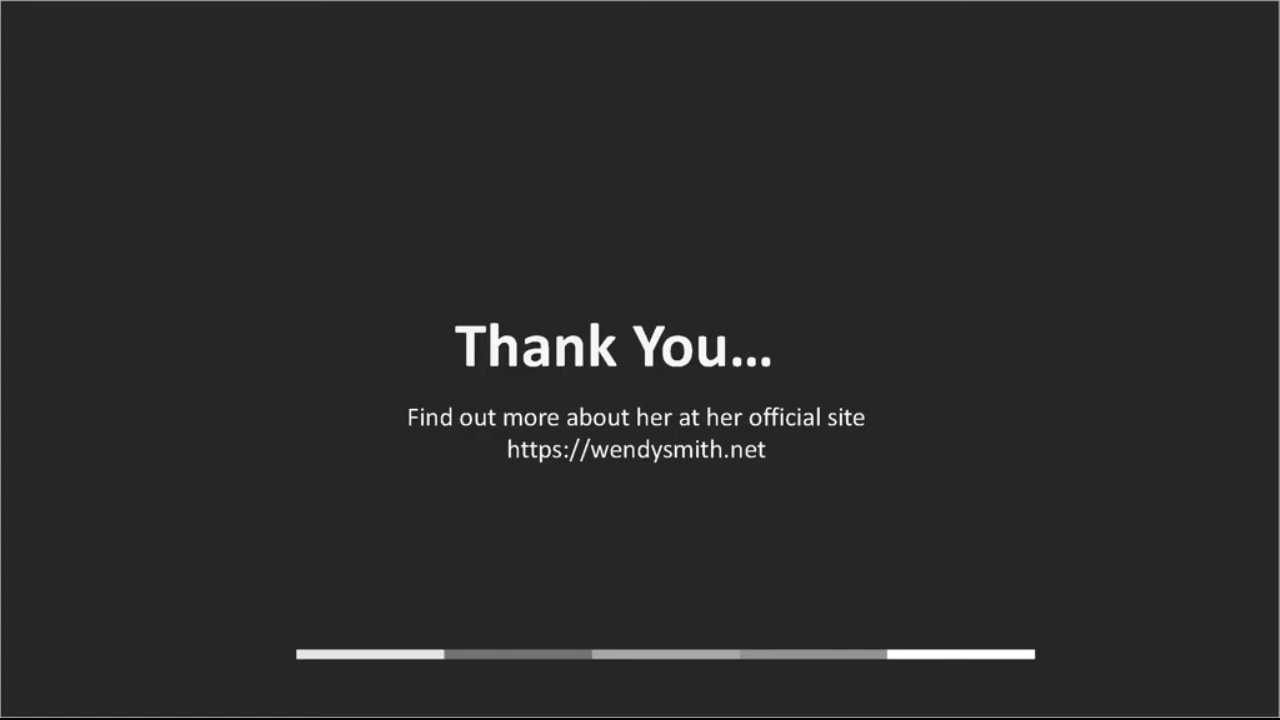 Thank You...
Find out more about her at her official site
https://wendysmith.net